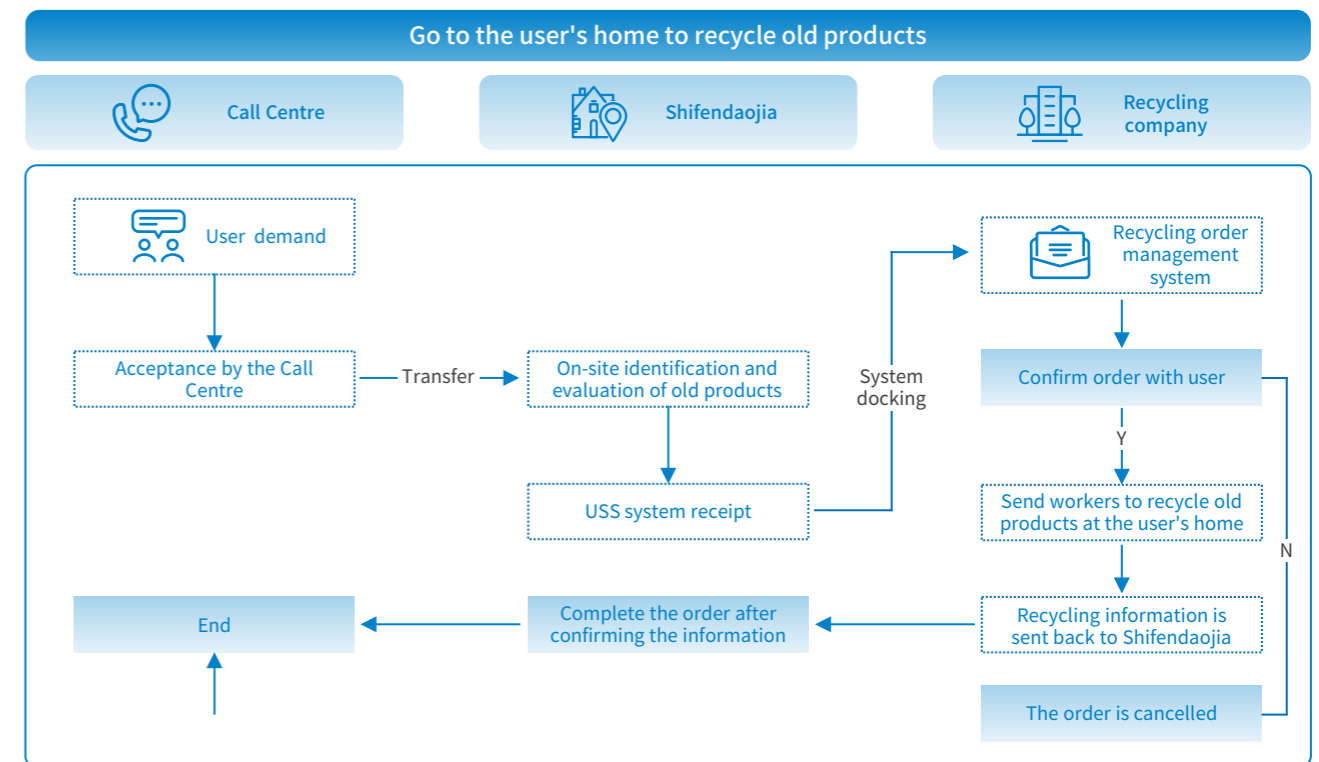 Go to the user's home to recycle old products
Call Centre
Shifendaojia
Recycling
company
User demand
Recycling order
management
system
Acceptance by the Call
Centre
Transfer
On-site identification and
evaluation of old products
System
docking
Confirm order with user
Y
USS system receipt
Send workers to recycle old
products at the user's home
N
End
Complete the order after
confirming the information
Recycling information is
sent back to Shifendaojia
The order is cancelled